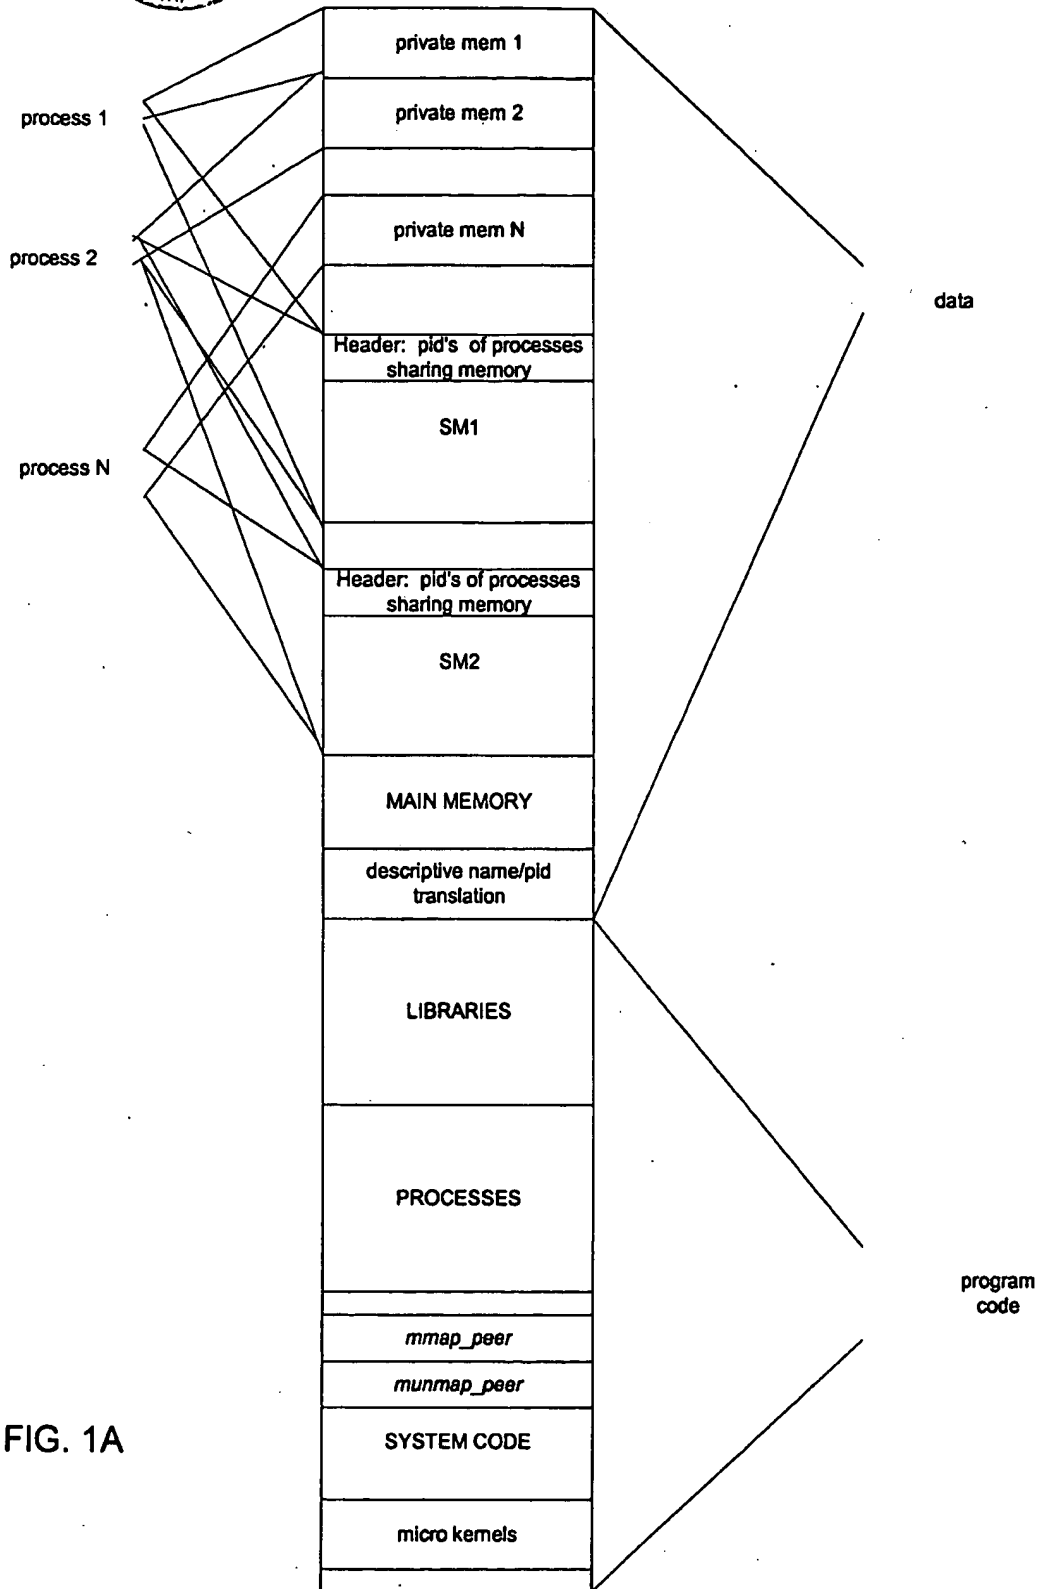 private mem 1
process 1
private mem 2
private mem N
process 2
data
Header: pid's of processes
sharing memory
SM1
process N
Header: pid's of processes
sharing memory
SM2
MAIN MEMORY
descriptive name/pid
translation
LIBRARIES
PROCESSES
program
code
mmap_peer
munmap_peer
FIG. 1A
SYSTEM CODE
micro kernels